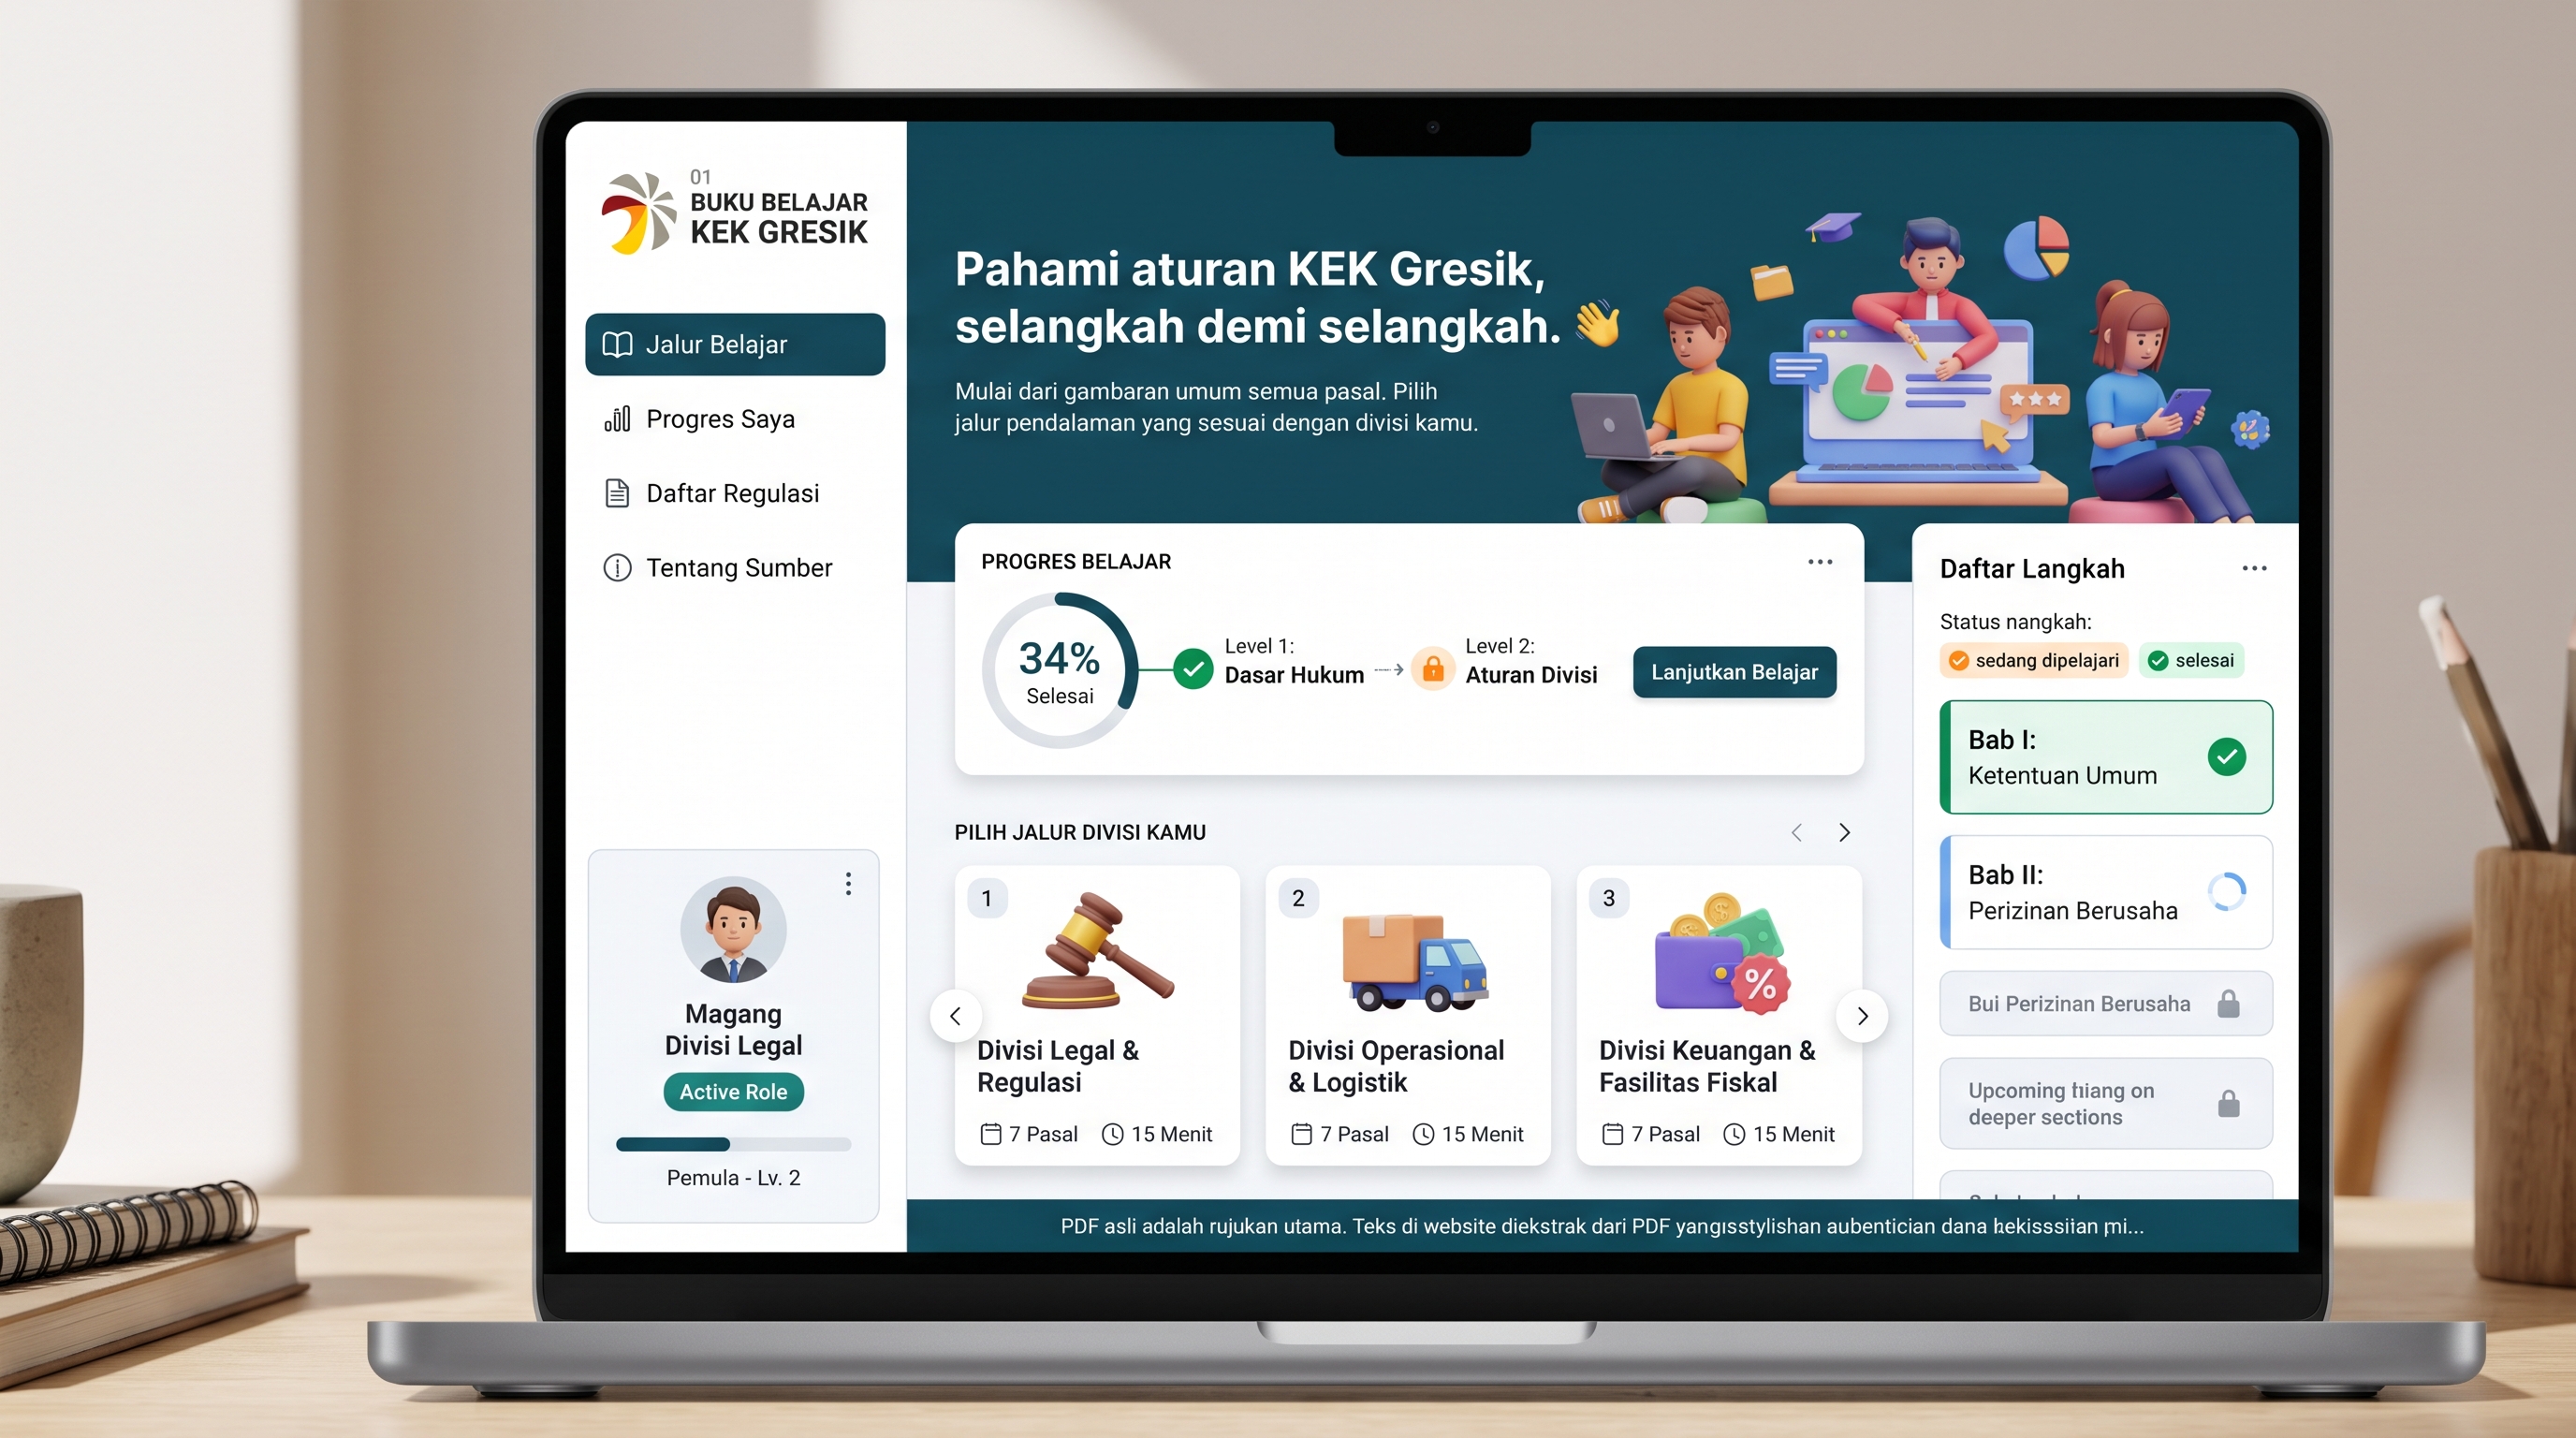 01
BUKU BELAJAR
KEK GRESIK
Jalur Belajar
Progres Saya
Daftar Regulasi
Tentang Sumber
Magang
Divisi Legal
Active Role
Pemula - Lv. 2
Pahami aturan KEK Gresik,
selangkah demi selangkah.
Mulai dari gambaran umum semua pasal. Pilih
jalur pendalaman yang sesuai dengan divisi kamu.
PROGRES BELAJAR
34%
Selesai
Level 1:
Dasar Hukum
Level 2:
Aturan Divisi
Lanjutkan Belajar
PILIH JALUR DIVISI KAMU
1
Divisi Legal &
Regulasi
7 Pasal 15 Menit
2
Divisi Operasional
& Logistik
7 Pasal 15 Menit
3
%
Divisi Keuangan &
Fasilitas Fiskal
7 Pasal 15 Menit
Daftar Langkah
Status nangkah:
sedang dipelajari selesai
Bab I:
Ketentuan Umum
Bab II:
Perizinan Berusaha
Bui Perizinan Berusaha
Upcoming on
deeper sections
PDF asli adalah rujukan utama. Teks di website diekstrak dari PDF yangisstylishan aubentician dana mi...